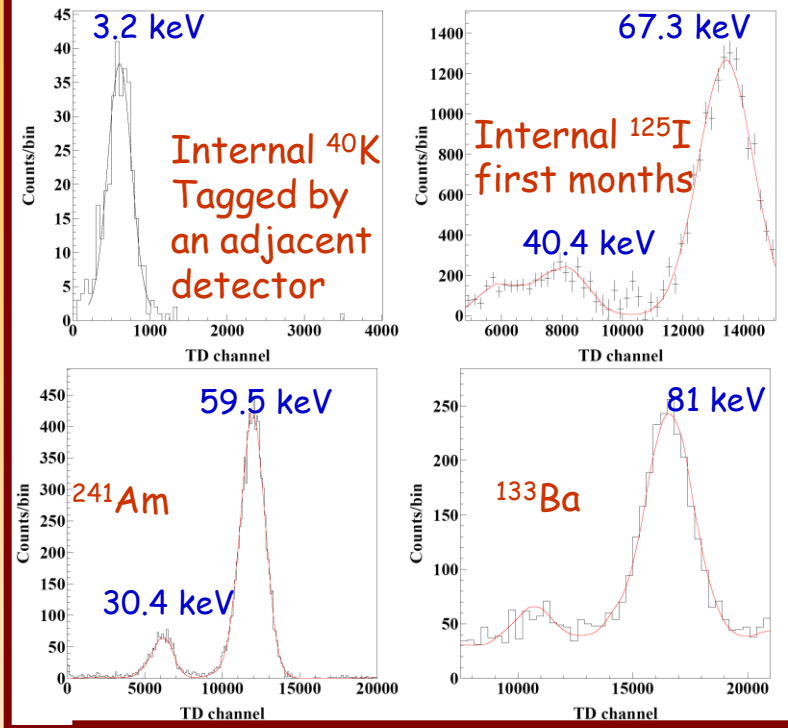 3.2 keV
Internal ⁴⁰K
Tagged by
an adjacent
detector
45
40
35
30
25
20
15
10
5
0
Counts/bin
0 1000 2000 3000 4000
TD channel
67.3 keV
Internal ¹²⁵I
first months
40.4 keV
1400
1200
1000
800
600
400
200
0
Counts/bin
6000 8000 10000 12000 14000
TD channel
59.5 keV
²⁴¹Am
30.4 keV
450
400
350
300
250
200
150
100
50
0
Counts/bin
0 5000 10000 15000 20000
TD channel
81 keV
¹³³Ba
250
200
150
100
50
0
Counts/bin
10000 15000 20000
TD channel